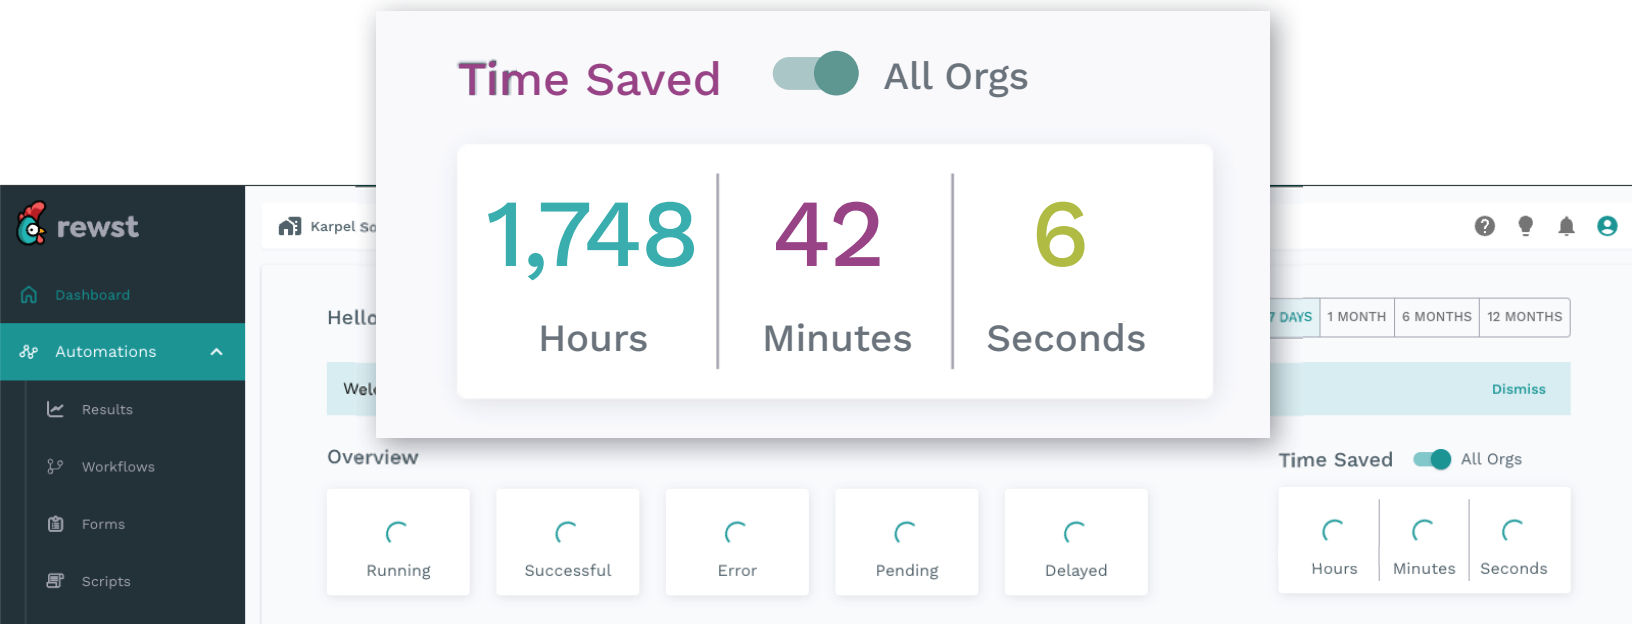 Time Saved All Orgs
1,748 42 6
Hours Minutes Seconds
rewst
Karpel
Dashboard
Hello
7 DAYS 1 MONTH 6 MONTHS 12 MONTHS
Automations
Dismiss
Results
Overview
Time Saved All Orgs
Workflows
Forms
Running Successful Error Pending Delayed
Hours Minutes Seconds
Scripts